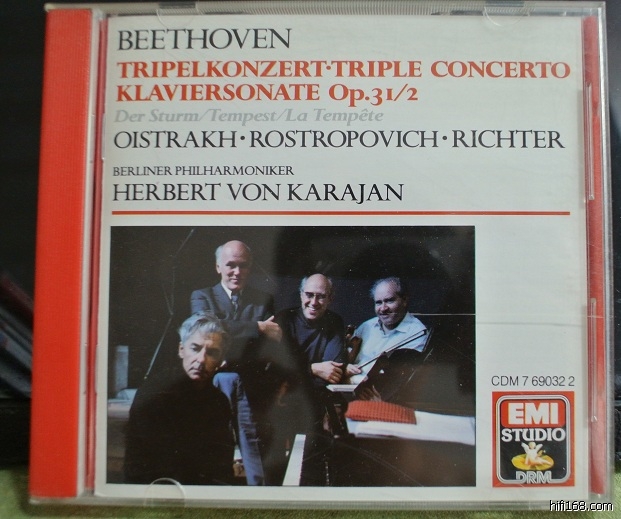 BEETHOVEN
TRIPELKONZERT·TRIPLE CONCERTO
KLAVIERSONATE Op.31/2
Der Sturm/Tempest/La Tempête
OISTRAKH·ROSTROPOVICH·RICHTER
BERLINER PHILHARMONIKER
HERBERT VON KARAJAN
CDM 7 69032 2
EMI
STUDIO
DRM
hifi168.com